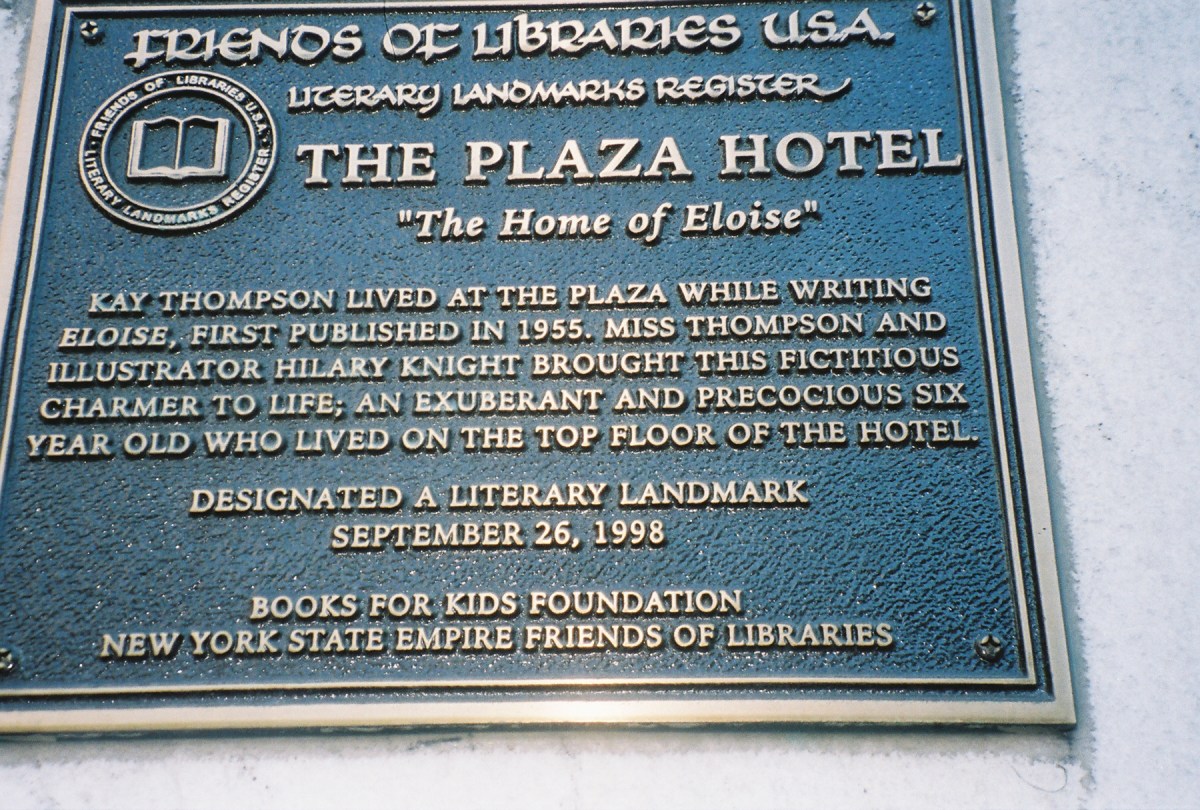 FRIENDS OF LIBRARIES U.S.A.
LITERARY LANDMARKS REGISTER
· FRIENDS OF LIBRARIES U.S.A. ·
LITERARY LANDMARKS REGISTER
THE PLAZA HOTEL
"The Home of Eloise"
KAY THOMPSON LIVED AT THE PLAZA WHILE WRITING
ELOISE, FIRST PUBLISHED IN 1955. MISS THOMPSON AND
ILLUSTRATOR HILARY KNIGHT BROUGHT THIS FICTITIOUS
CHARMER TO LIFE; AN EXUBERANT AND PRECOCIOUS SIX
YEAR OLD WHO LIVED ON THE TOP FLOOR OF THE HOTEL.
DESIGNATED A LITERARY LANDMARK
SEPTEMBER 26, 1998
BOOKS FOR KIDS FOUNDATION
NEW YORK STATE EMPIRE FRIENDS OF LIBRARIES